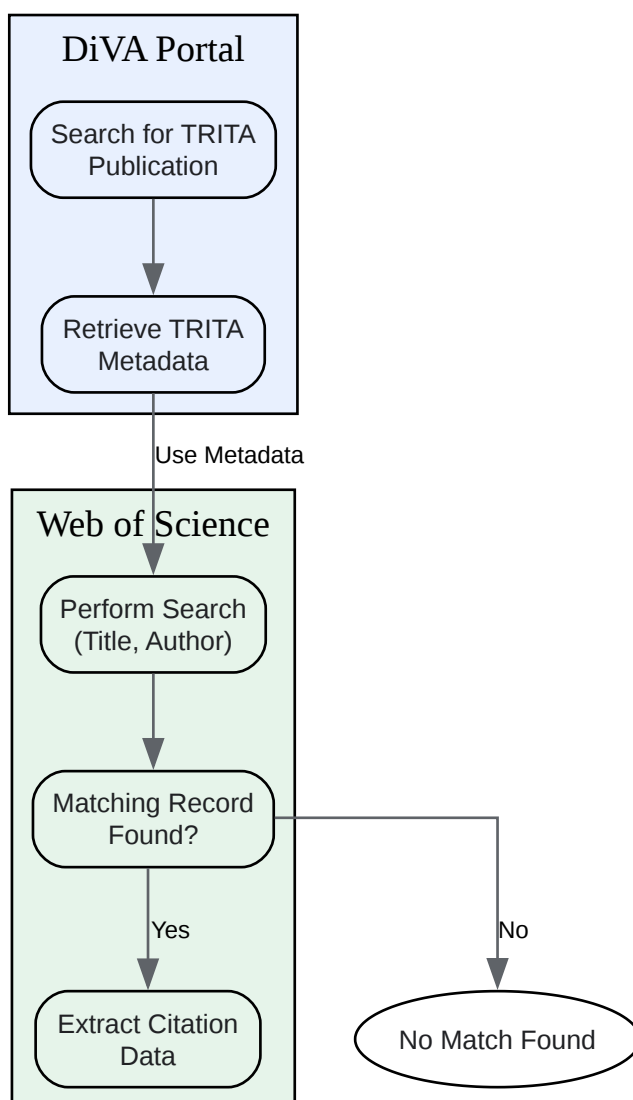 DiVA Portal
Search for TRITA
Publication
Retrieve TRITA
Metadata
Use Metadata
Web of Science
Perform Search
(Title, Author)
Matching Record
Found?
Yes
No
Extract Citation
Data
No Match Found